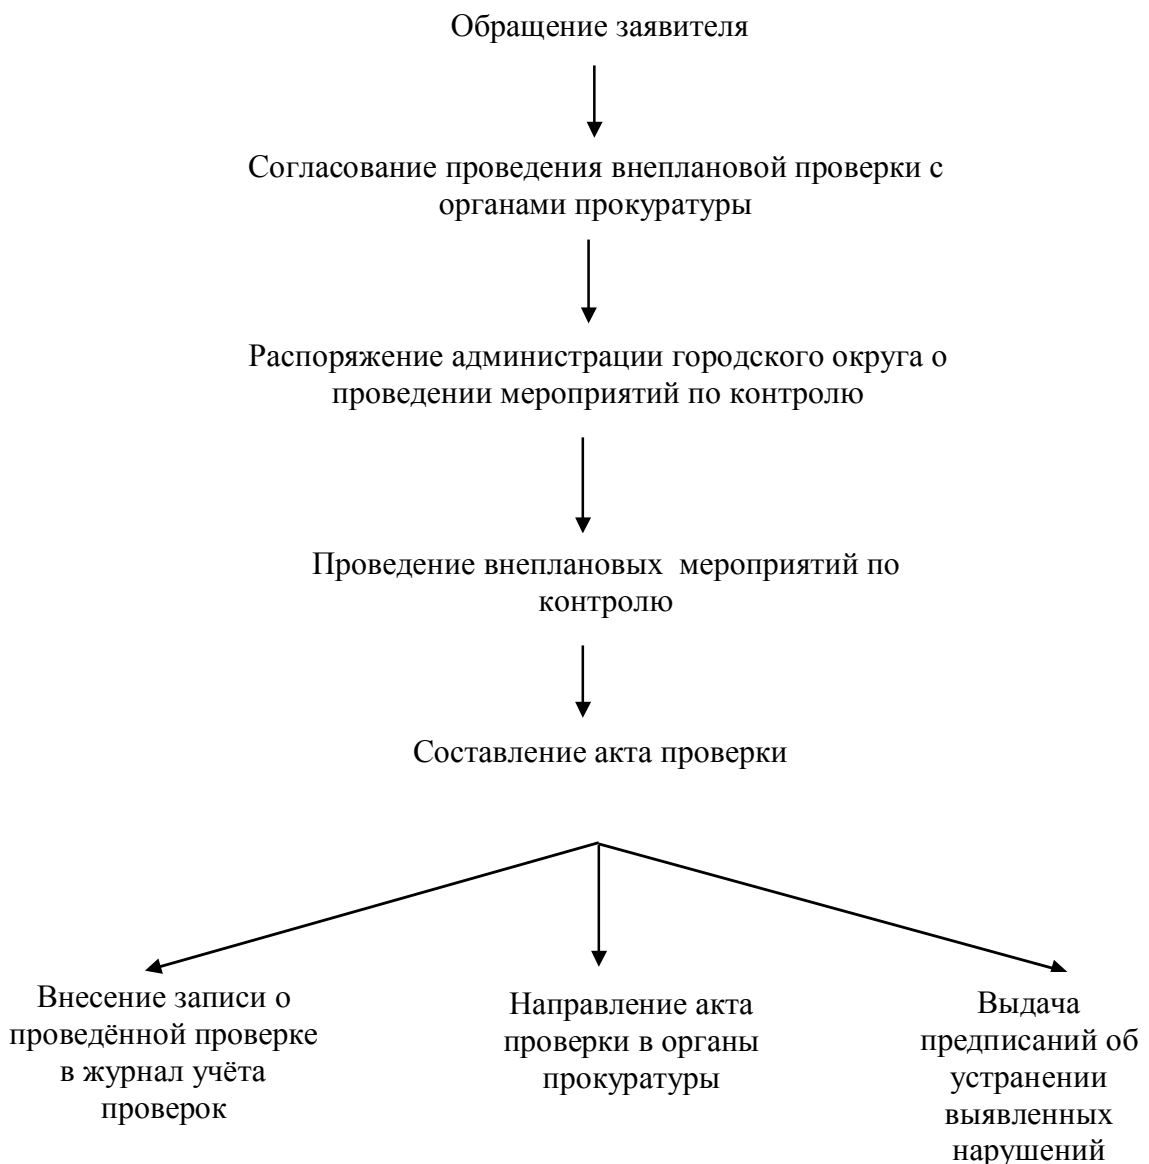 Обращение заявителя
Согласование проведения внеплановой проверки с
органами прокуратуры
Распоряжение администрации городского округа о
проведении мероприятий по контролю
Проведение внеплановых  мероприятий по
контролю
Составление акта проверки
Внесение записи о
проведённой проверке
в журнал учёта
проверок
Направление акта
проверки в органы
прокуратуры
Выдача
предписаний об
устранении
выявленных
нарушений